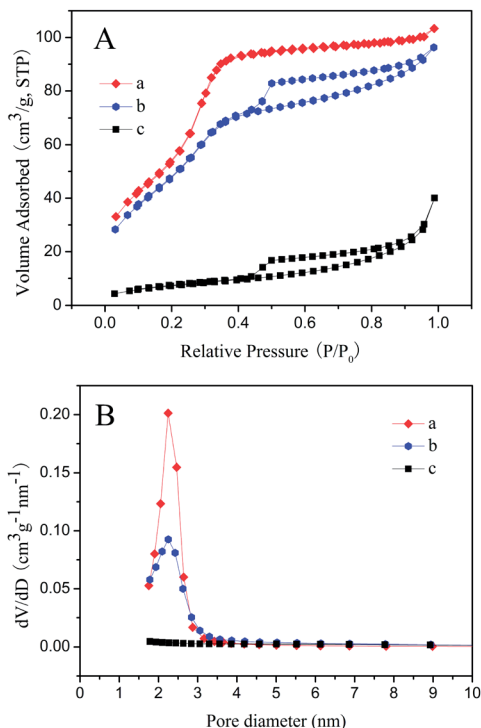 A
a
b
c
Volume Adsorbed (cm³/g, STP)
100
80
60
40
20
0
0.0 0.2 0.4 0.6 0.8 1.0
Relative Pressure (P/P₀)
B
a
b
c
dV/dD (cm³g⁻¹nm⁻¹)
0.20
0.15
0.10
0.05
0.00
0 1 2 3 4 5 6 7 8 9 10
Pore diameter (nm)